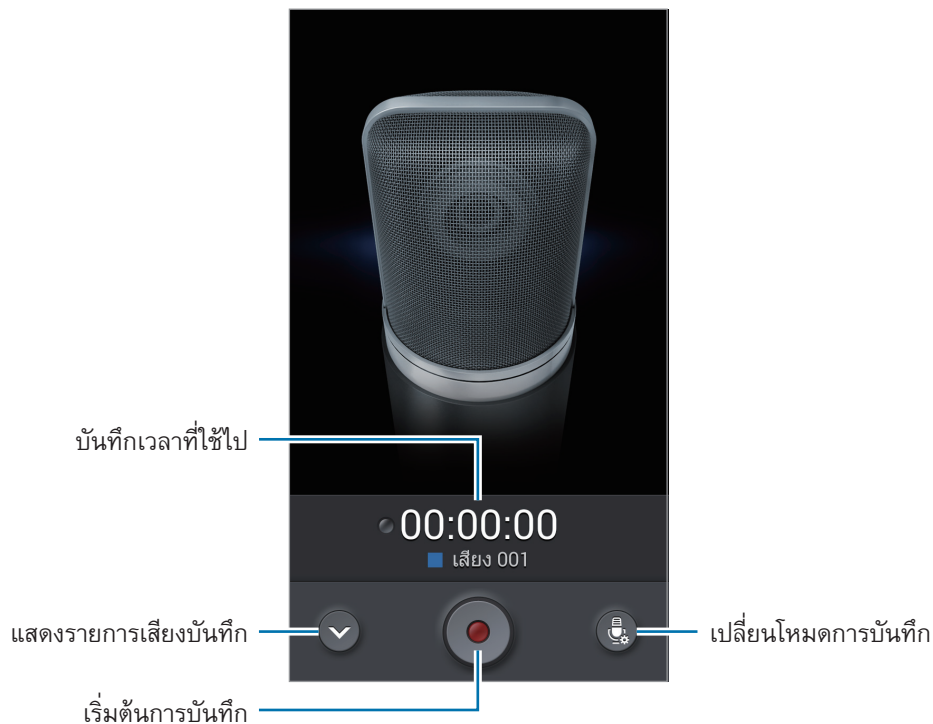 บันทึกเวลาที่ใช้ไป
00:00:00
เสียง 001
แสดงรายการเสียงบันทึก
เปลี่ยนโหมดการบันทึก
เริ่มต้นการบันทึก